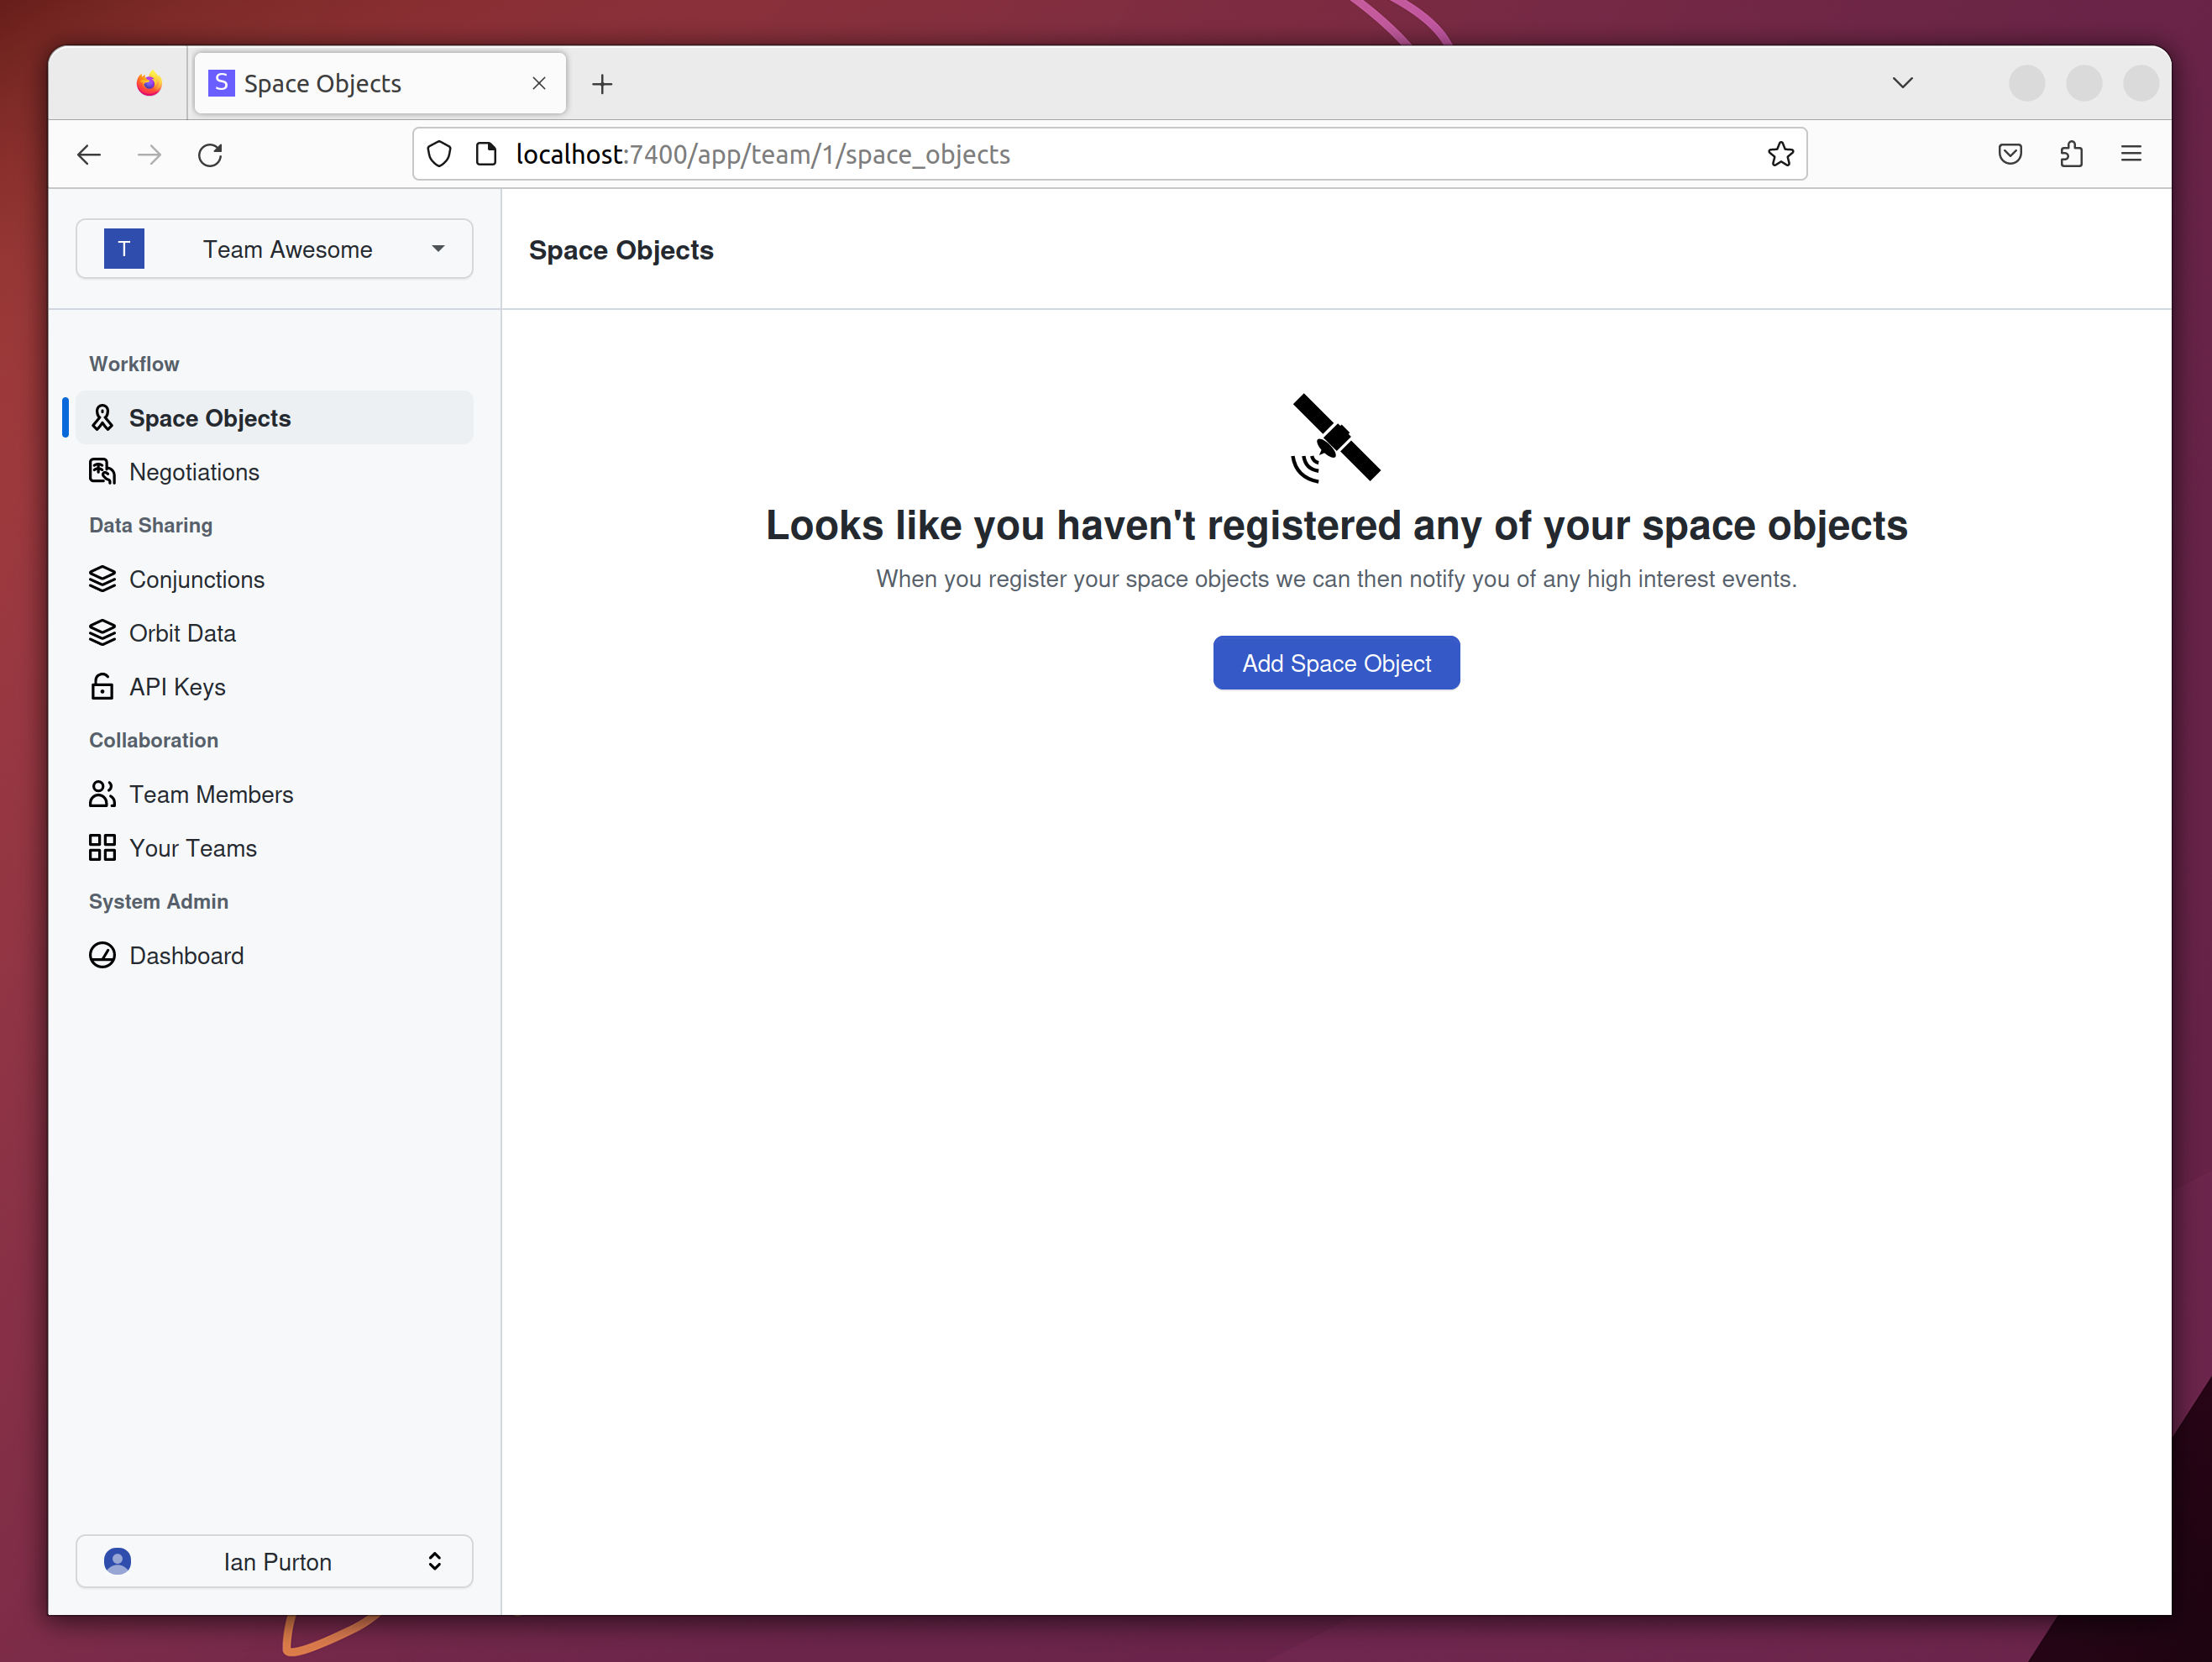 S Space Objects
localhost:7400/app/team/1/space_objects
T Team Awesome
Space Objects
Workflow
Space Objects
Negotiations
Data Sharing
Conjunctions
Orbit Data
API Keys
Collaboration
Team Members
Your Teams
System Admin
Dashboard
Looks like you haven't registered any of your space objects
When you register your space objects we can then notify you of any high interest events.
Add Space Object
Ian Purton